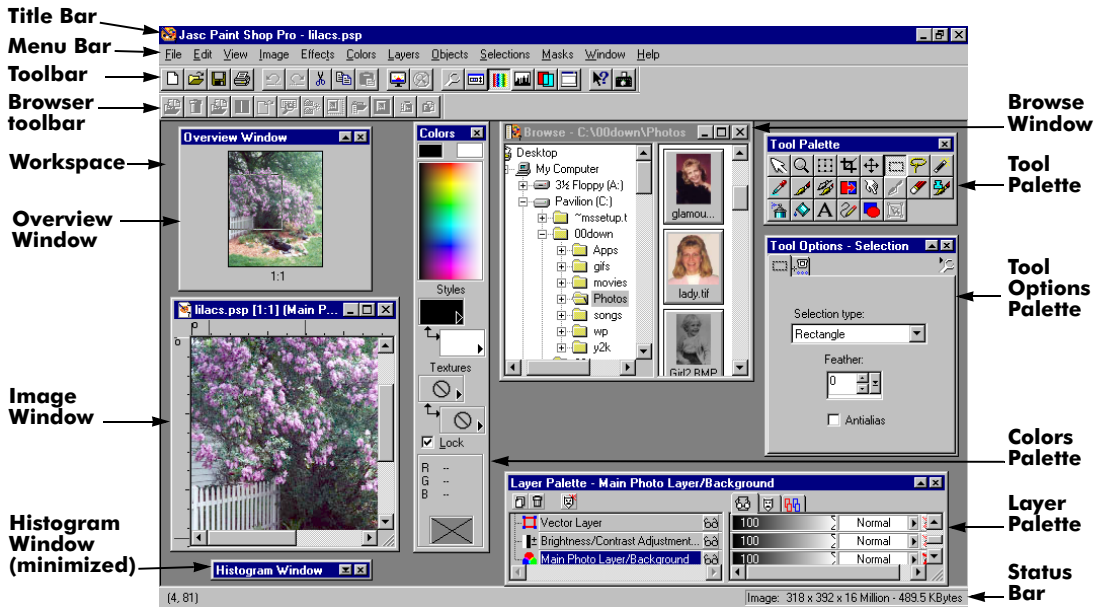 Title Bar
Jasc Paint Shop Pro - lilacs.psp
Menu Bar
File Edit View Image Effects Colors Layers Objects Selections Masks Window Help
Toolbar
Browser
toolbar
Workspace
Overview
Window
Overview Window
1:1
Image
Window
lilacs.psp [1:1] (Main P...
0
0
Histogram
Window
(minimized)
Histogram Window
Colors
Styles
Textures
Lock
R --
G --
B --
Browse - C:\00down\Photos
Desktop
My Computer
3½ Floppy (A:)
Pavilion (C:)
~mssetup.t
00down
Apps
gifs
movies
Photos
songs
wp
y2k
glamou...
lady.tif
Girl2.BMP
Browse
Window
Tool Palette
Tool
Palette
Tool Options - Selection
Selection type:
Rectangle
Feather:
0
Antialias
Tool
Options
Palette
Colors
Palette
Layer Palette - Main Photo Layer/Background
Vector Layer 100 Normal
Brightness/Contrast Adjustment... 100 Normal
Main Photo Layer/Background 100 Normal
Layer
Palette
(4, 81)
Image: 318 x 392 x 16 Million - 489.5 KBytes
Status
Bar